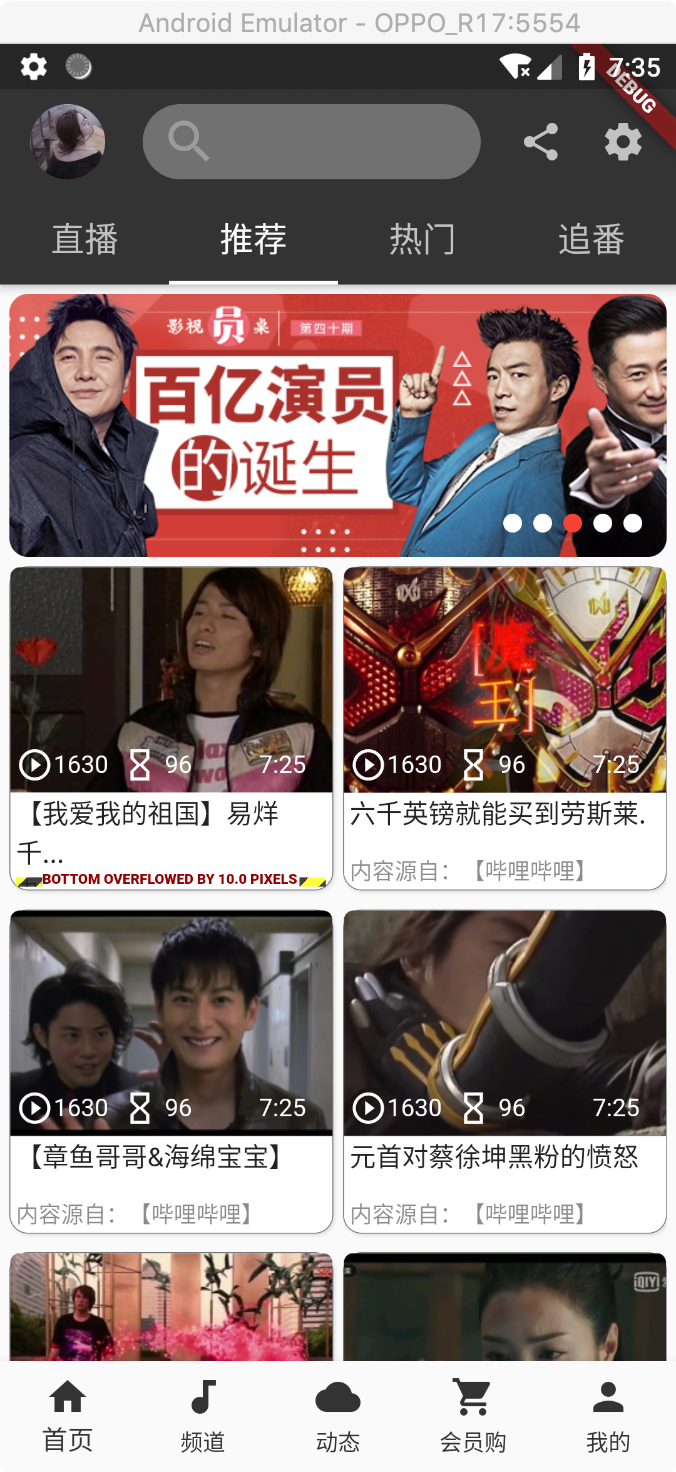 Android Emulator - OPPO_R17:5554
7:35
DEBUG
直播
推荐
热门
追番
影视员桌
第四十期
百亿演员
的诞生
1630 96 7:25
【我爱我的祖国】易烊
千...
BOTTOM OVERFLOWED BY 10.0 PIXELS
[魔
王]
1630 96 7:25
六千英镑就能买到劳斯莱.
内容源自：【哔哩哔哩】
1630 96 7:25
【章鱼哥哥&海绵宝宝】
内容源自：【哔哩哔哩】
1630 96 7:25
元首对蔡徐坤黑粉的愤怒
内容源自：【哔哩哔哩】
iQIYI
首页
频道
动态
会员购
我的